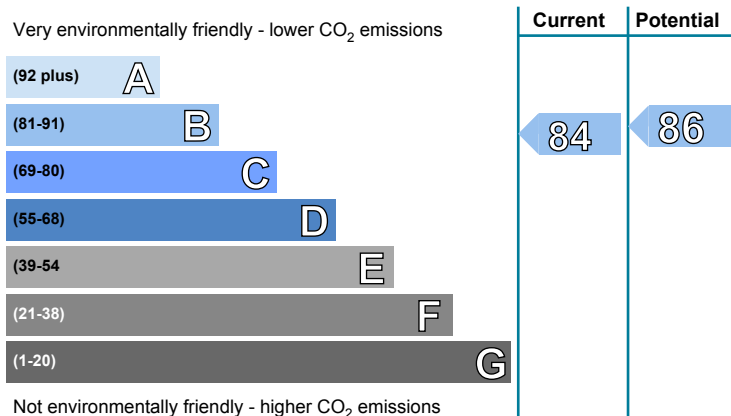 Very environmentally friendly - lower CO2 emissions
Current Potential
(92 plus) A
(81-91) B
84 86
(69-80) C
(55-68) D
(39-54 E
(21-38) F
(1-20) G
Not environmentally friendly - higher CO2 emissions